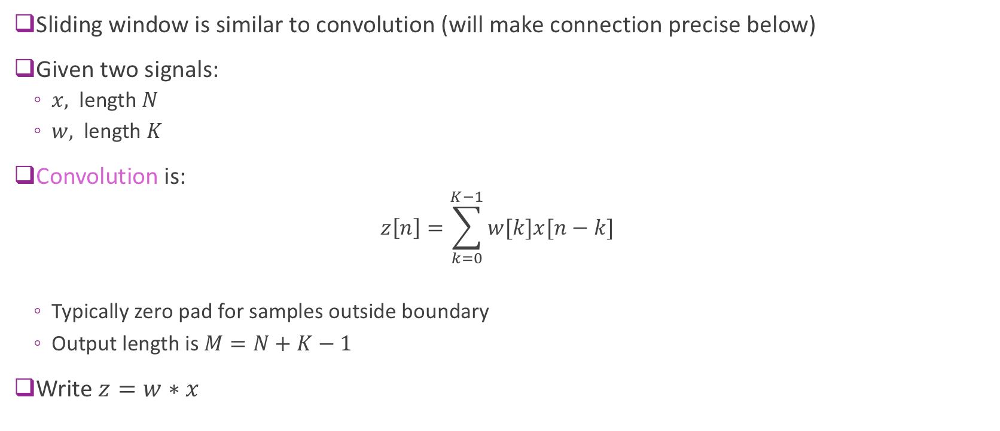 ❑Sliding window is similar to convolution (will make connection precise below)
❑Given two signals:
◦ x, length N
◦ w, length K
❑Convolution is:
z[n] = ∑_{k=0}^{K−1} w[k]x[n − k]
◦ Typically zero pad for samples outside boundary
◦ Output length is M = N + K − 1
❑Write z = w ∗ x